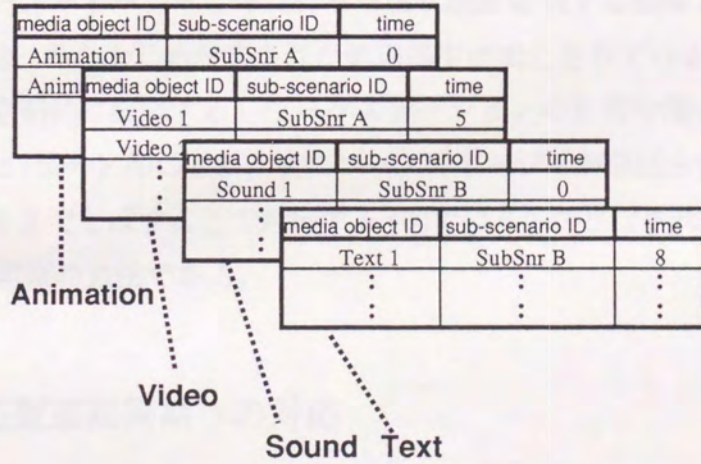 media object ID sub-scenario ID time
Animation 1 SubSnr A 0
Anim
media object ID sub-scenario ID time
Video 1 SubSnr A 5
Video
media object ID sub-scenario ID time
Sound 1 SubSnr B 0
media object ID sub-scenario ID time
Text 1 SubSnr B 8
Animation
Video
Sound Text